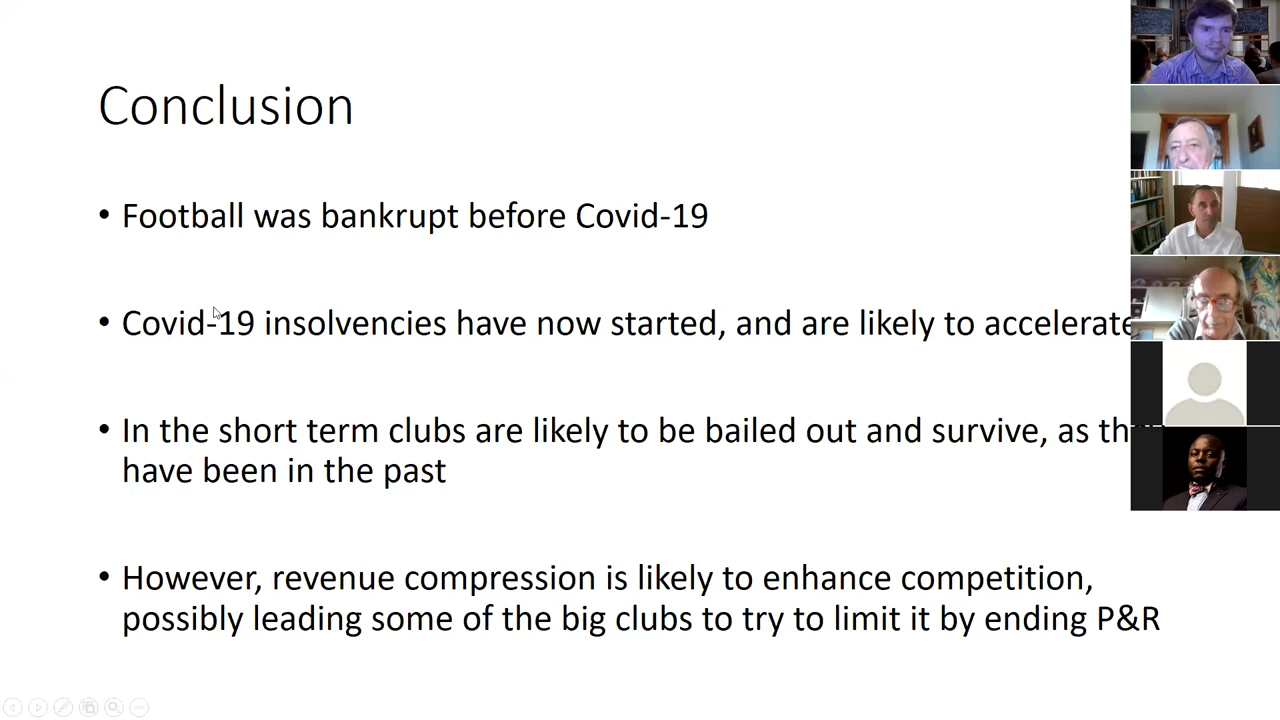 Conclusion
• Football was bankrupt before Covid-19
• Covid-19 insolvencies have now started, and are likely to accelerate
• In the short term clubs are likely to be bailed out and survive, as
have been in the past
• However, revenue compression is likely to enhance competition,
possibly leading some of the big clubs to try to limit it by ending P&R